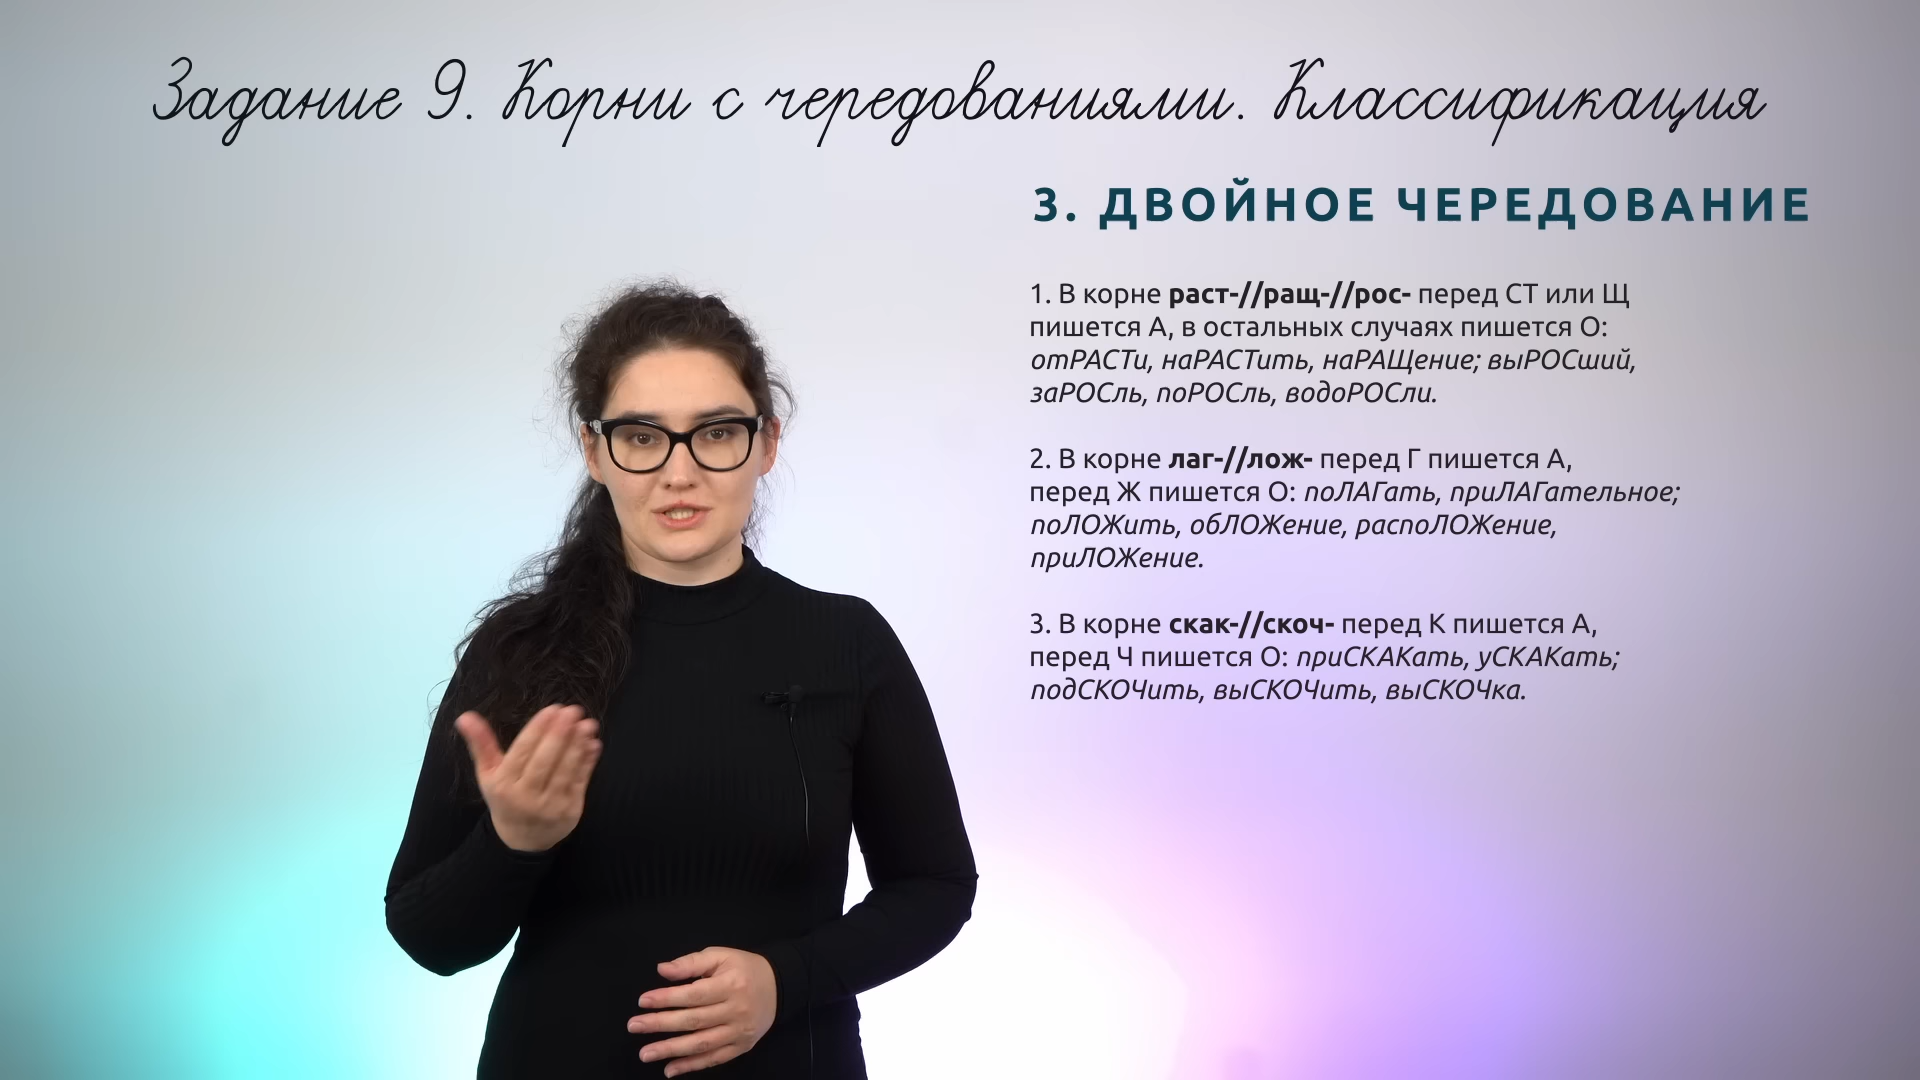 Задание 9. Корни с чередованиями. Классификация
3. ДВОЙНОЕ ЧЕРЕДОВАНИЕ
1. В корне раст-//ращ-//рос- перед СТ или Щ
пишется А, в остальных случаях пишется О:
отРАСТи, наРАСТить, наРАЩение; выРОСший,
заРОСль, поРОСль, водоРОСли.
2. В корне лаг-//лож- перед Г пишется А,
перед Ж пишется О: поЛАГать, приЛАГательное;
поЛОЖить, обЛОЖение, распоЛОЖение,
приЛОЖение.
3. В корне скак-//скоч- перед К пишется А,
перед Ч пишется О: приСКАКать, уСКАКать;
подСКОЧить, выСКОЧить, выСКОЧка.